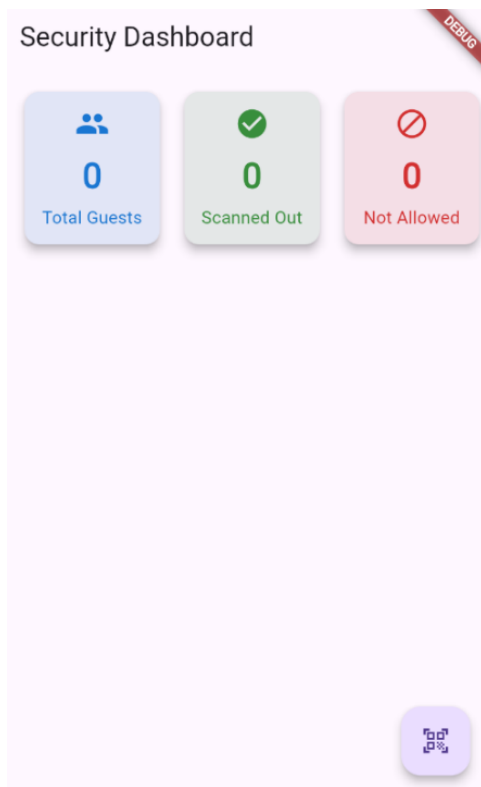 Security Dashboard
DEBUG
0
0
0
Total Guests
Scanned Out
Not Allowed